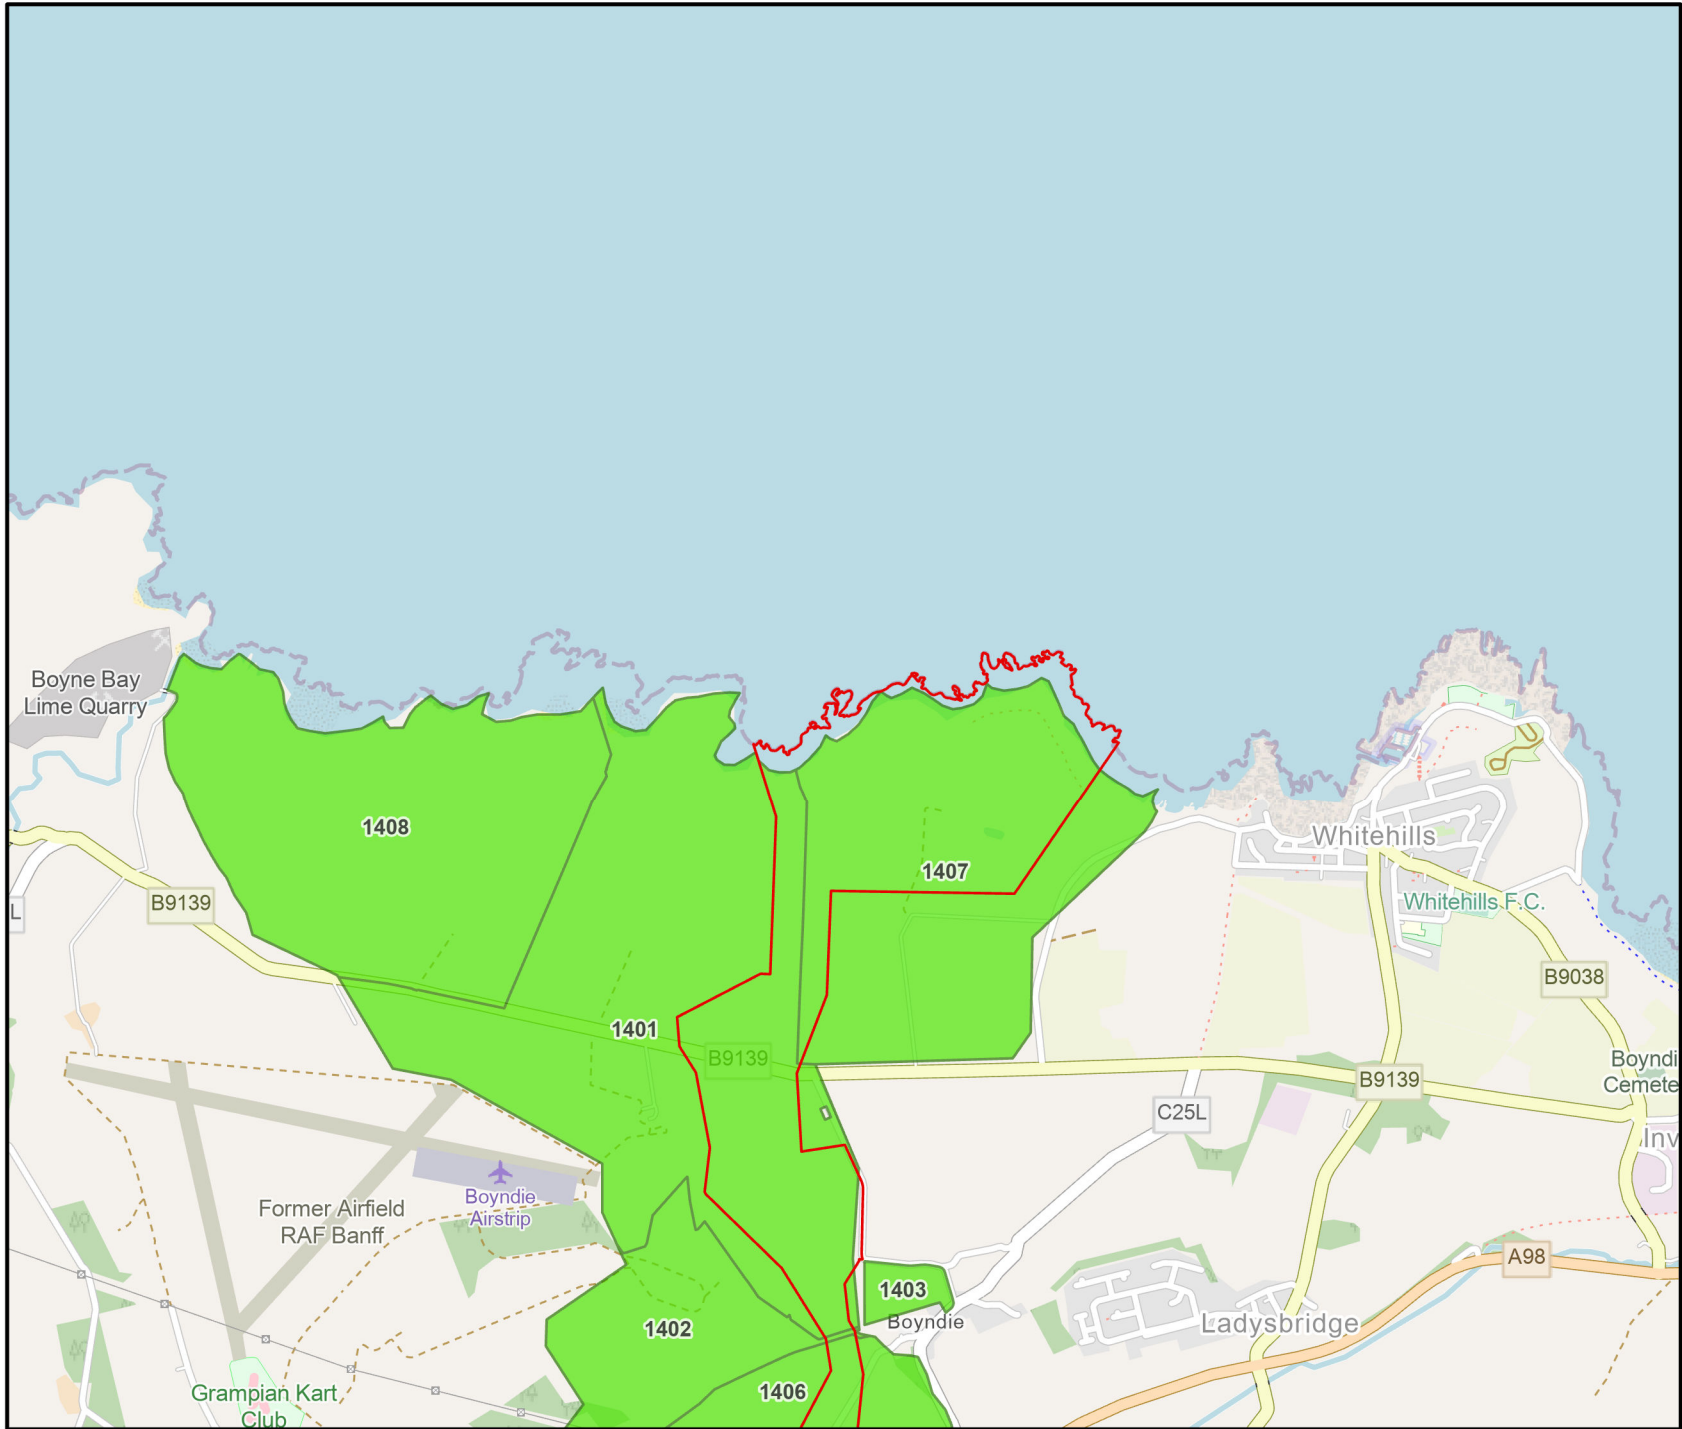 Boyne Bay
Lime Quarry
1408
Whitehills
1407
B9139
L
Whitehills F.C.
B9038
1401
B9139
Boyndi
Cemete
B9139
C25L
Inv
Boyndie
Airstrip
Former Airfield
RAF Banff
A98
1403
Boyndie
1402
Ladysbridge
1406
Grampian Kart
Club